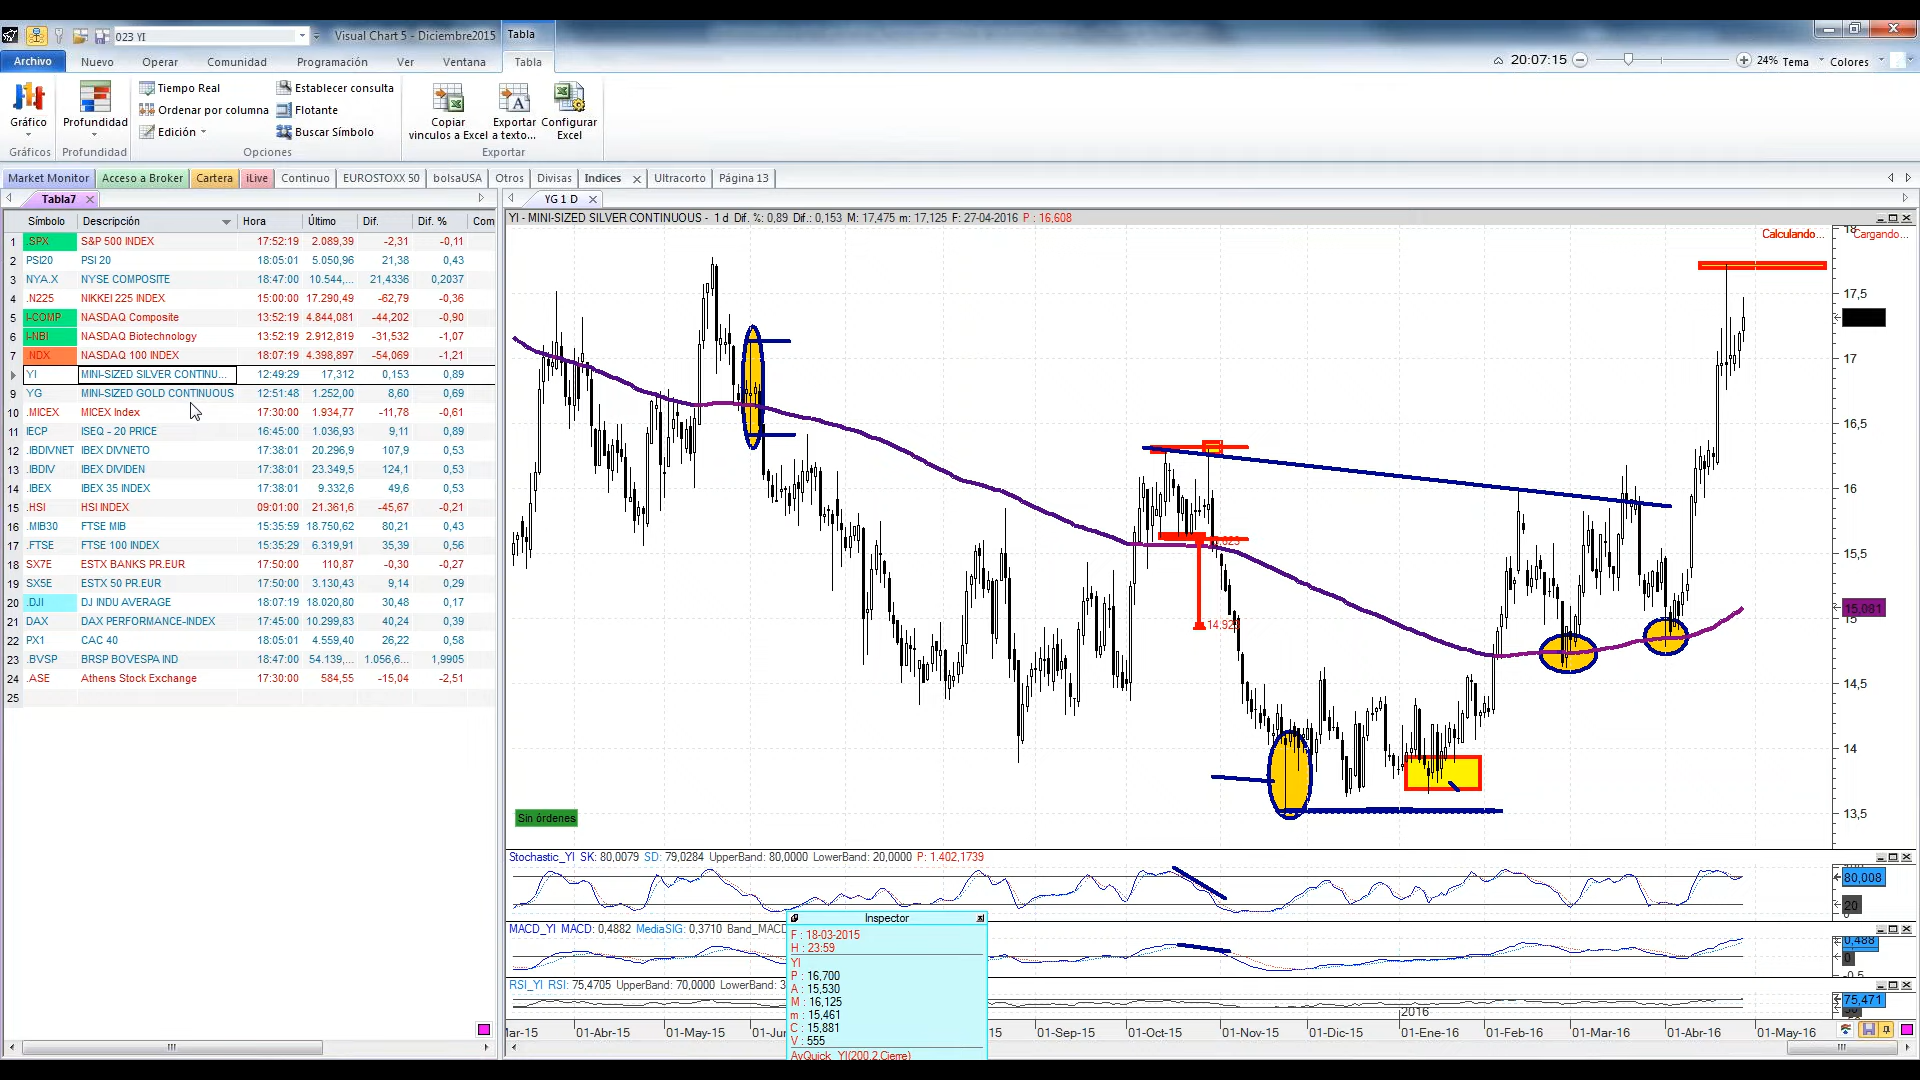 023 YI
Visual Chart 5 - Diciembre2015
Tabla
Archivo Nuevo Operar Comunidad Programación Ver Ventana Tabla
20:07:15 24% Tema Colores
Gráfico
Profundidad
Tiempo Real
Ordenar por columna
Edición
Establecer consulta
Flotante
Buscar Símbolo
Copiar vinculos a Excel
Exportar a texto...
Configurar Excel
Gráficos Profundidad Opciones Exportar
Market Monitor Acceso a Broker Cartera iLive Continuo EUROSTOXX 50 bolsaUSA Otros Divisas Indices Ultracorto Página 13
Tabla7
YG 1 D
Símbolo Descripción Hora Último Dif. Dif. % Com
1 .SPX S&P 500 INDEX 17:52:19 2.089,39 -2,31 -0,11
2 PSI20 PSI 20 18:05:01 5.050,96 21,38 0,43
3 NYA.X NYSE COMPOSITE 18:47:00 10.544,... 21,4336 0,2037
4 .N225 NIKKEI 225 INDEX 15:00:00 17.290,49 -62,79 -0,36
5 I-COMP NASDAQ Composite 13:52:19 4.844,081 -44,202 -0,90
6 I-NBI NASDAQ Biotechnology 13:52:19 2.912,819 -31,532 -1,07
7 .NDX NASDAQ 100 INDEX 18:07:19 4.398,897 -54,069 -1,21
YI MINI-SIZED SILVER CONTINU... 12:49:29 17,312 0,153 0,89
9 YG MINI-SIZED GOLD CONTINUOUS 12:51:48 1.252,00 8,60 0,69
10 .MICEX MICEX Index 17:30:00 1.934,77 -11,78 -0,61
11 IECP ISEQ - 20 PRICE 16:45:00 1.036,93 9,11 0,89
12 .IBDIVNET IBEX DIVNETO 17:38:01 20.296,9 107,9 0,53
13 .IBDIV IBEX DIVIDEN 17:38:01 23.349,5 124,1 0,53
14 .IBEX IBEX 35 INDEX 17:38:01 9.332,6 49,6 0,53
15 .HSI HSI INDEX 09:01:00 21.361,6 -45,67 -0,21
16 .MIB30 FTSE MIB 15:35:59 18.750,62 80,21 0,43
17 .FTSE FTSE 100 INDEX 15:35:29 6.319,91 35,39 0,56
18 SX7E ESTX BANKS PR.EUR 17:50:00 110,87 -0,30 -0,27
19 SX5E ESTX 50 PR.EUR 17:50:00 3.130,43 9,14 0,29
20 .DJI DJ INDU AVERAGE 18:07:19 18.020,80 30,48 0,17
21 DAX DAX PERFORMANCE-INDEX 17:45:00 10.299,83 40,24 0,39
22 PX1 CAC 40 18:05:01 4.559,40 26,22 0,58
23 .BVSP BRSP BOVESPA IND 18:47:00 54.139,... 1.056,6... 1,9905
24 .ASE Athens Stock Exchange 17:30:00 584,55 -15,04 -2,51
25
YI - MINI-SIZED SILVER CONTINUOUS - 1 d Dif. %: 0,89 Dif.: 0,153 M: 17,475 m: 17,125 F: 27-04-2016 P : 16,608
Calculando... Cargando...
18
17,5
17
16,5
16
15,5
15,081
15
14,5
14
13,5
14.923
Sin órdenes
Stochastic_YI SK: 80,0079 SD: 79,0284 UpperBand: 80,0000 LowerBand: 20,0000 P: 1.402,1739
80,008
20
0
MACD_YI MACD: 0,4882 MediaSIG: 0,3710 Band_MACD
0,488
0
-0.5
RSI_YI RSI: 75,4705 UpperBand: 70,0000 LowerBand: 3
75,471
Inspector
F : 18-03-2015
H : 23:59
YI
P : 16,700
A : 15,530
M : 16,125
m : 15,461
C : 15,881
V : 555
AvQuick_YI(200,2,Cierre)
2016
Mar-15 01-Abr-15 01-May-15 01-Jun 15 01-Sep-15 01-Oct-15 01-Nov-15 01-Dic-15 01-Ene-16 01-Feb-16 01-Mar-16 01-Abr-16 01-May-16